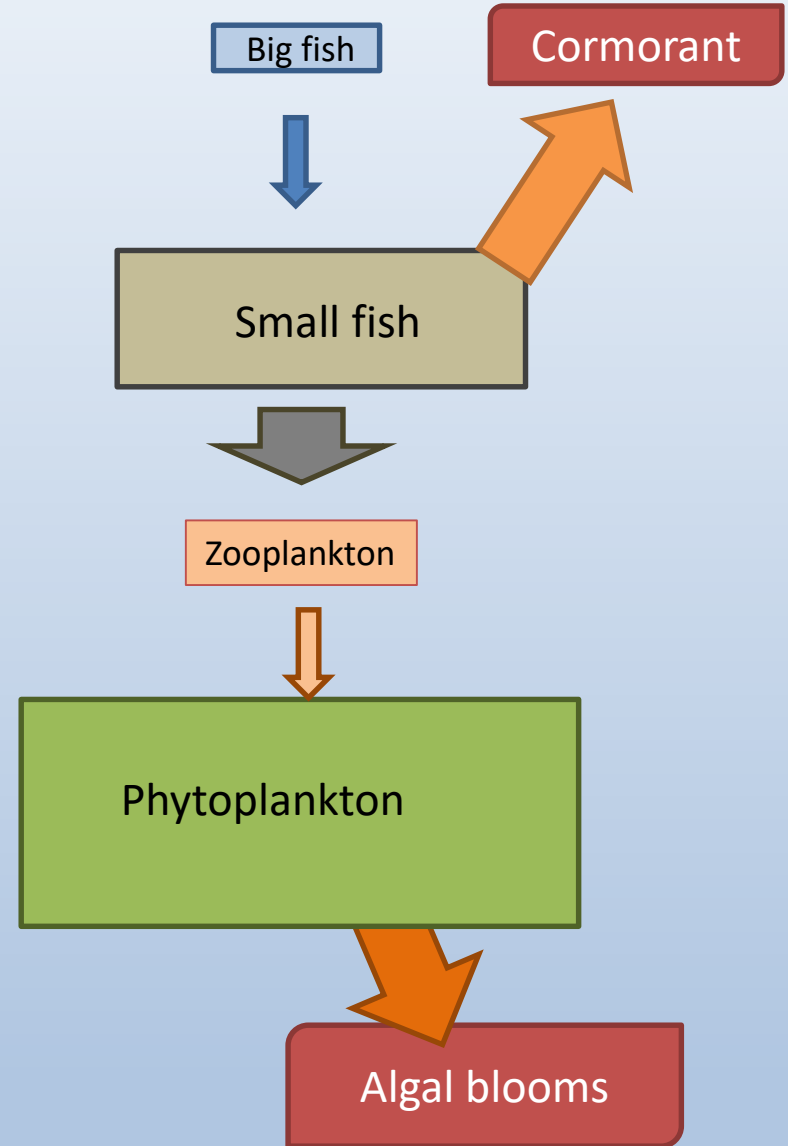 Big fish
Cormorant
Small fish
Zooplankton
Phytoplankton
Algal blooms